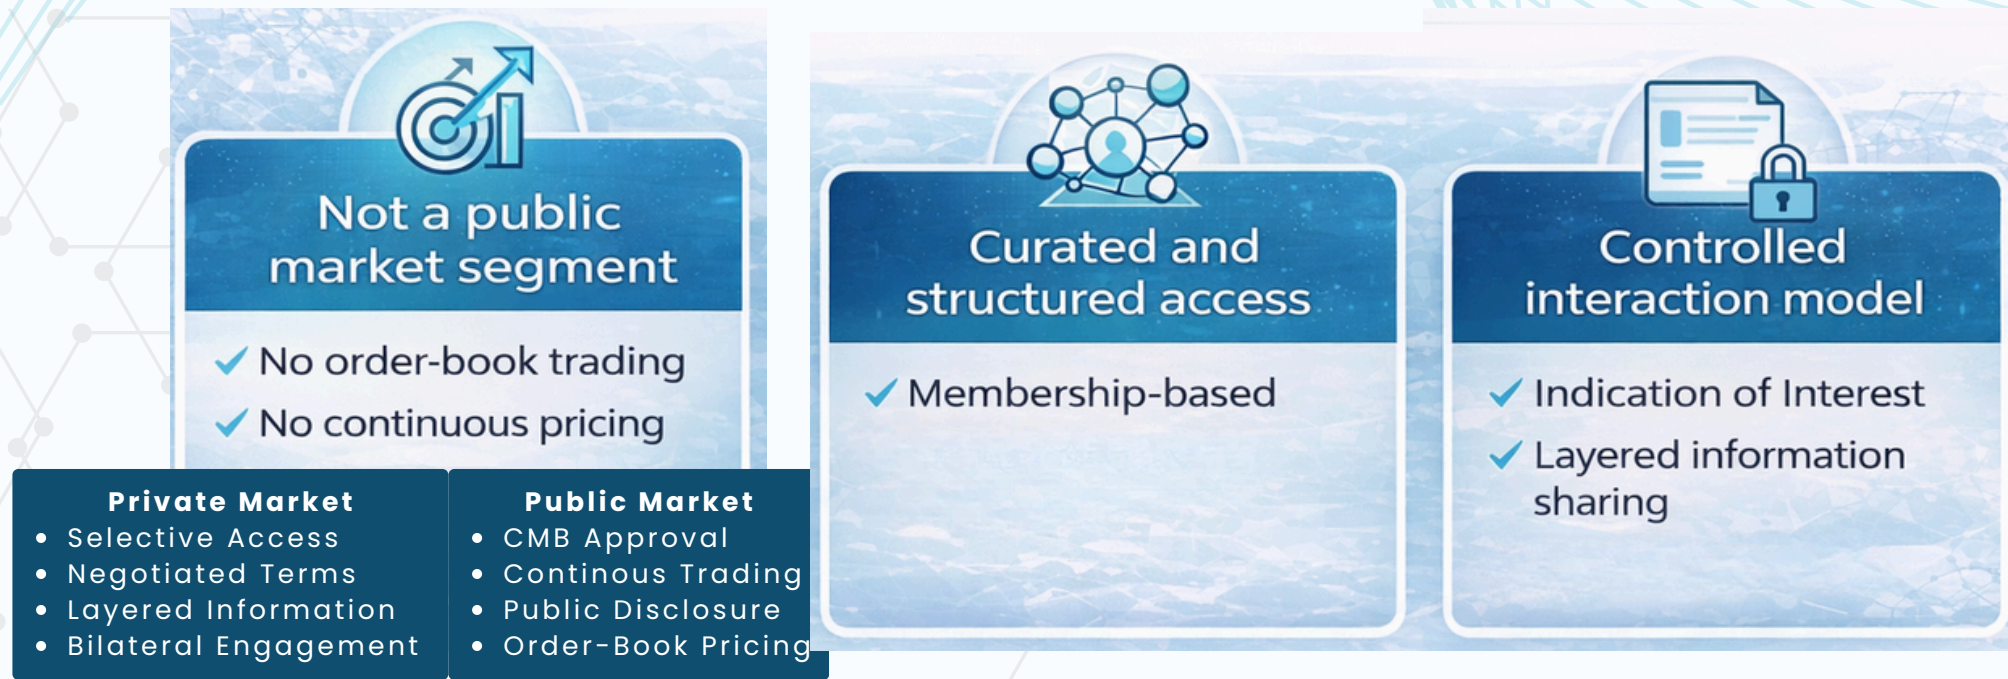 Not a public
market segment
No order-book trading
No continuous pricing
Private Market
Selective Access
Negotiated Terms
Layered Information
Bilateral Engagement
Public Market
CMB Approval
Continous Trading
Public Disclosure
Order-Book Pricing
Curated and
structured access
Membership-based
Controlled
interaction model
Indication of Interest
Layered information
sharing